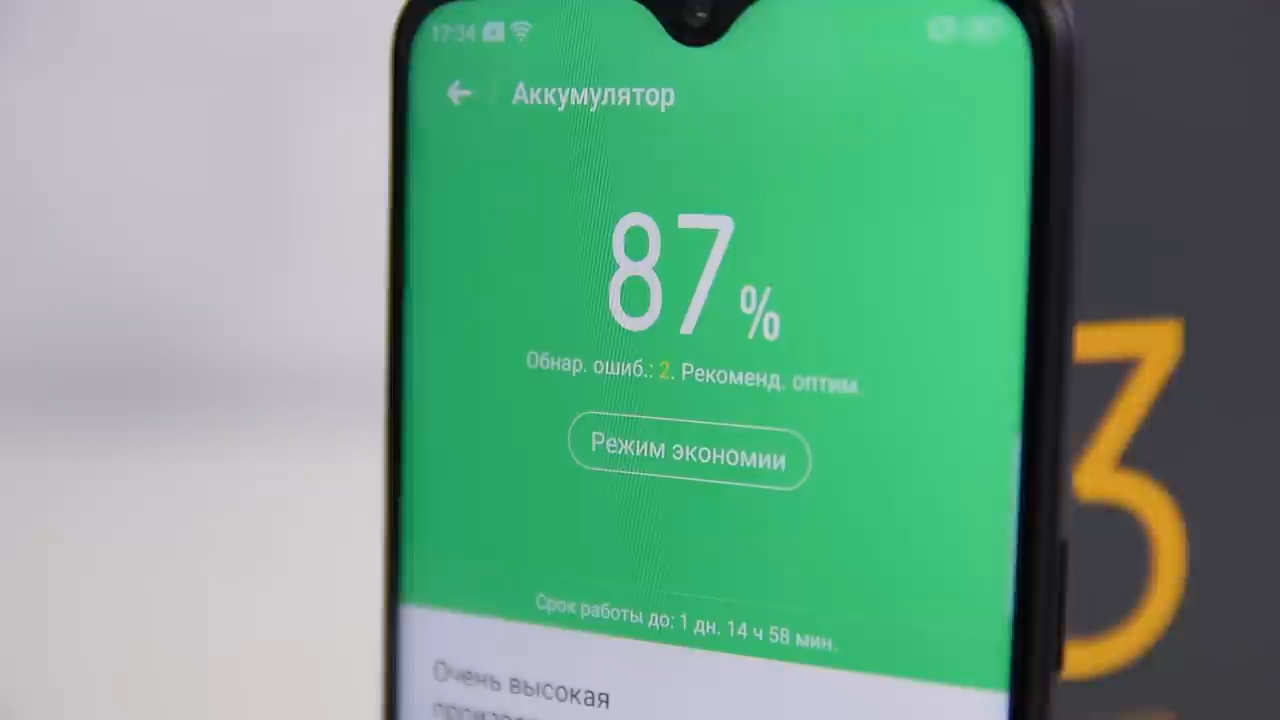 17:34
Аккумулятор
87%
Обнар. ошиб.: 2. Рекоменд. оптим.
Режим экономии
Срок работы до: 1 дн. 14 ч 58 мин.
Очень высокая
3